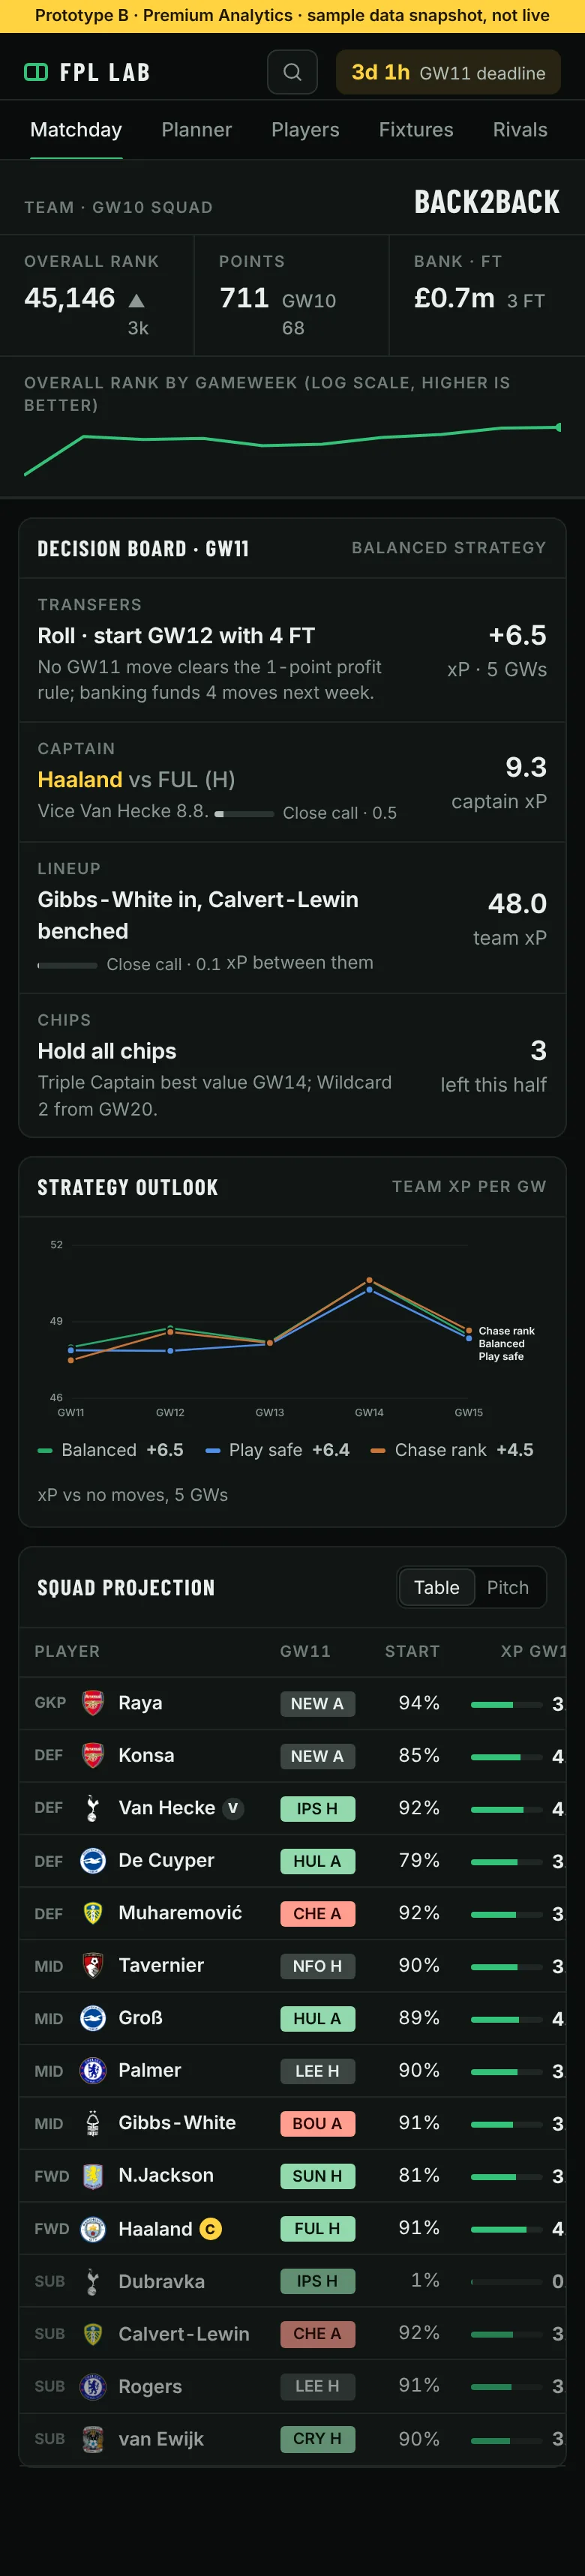 Prototype B · Premium Analytics · sample data snapshot, not live
FPL LAB
3d 1h GW11 deadline
Matchday Planner Players Fixtures Rivals
TEAM · GW10 SQUAD BACK2BACK
OVERALL RANK POINTS BANK · FT
45,146 ▲ 711 GW10 £0.7m 3 FT
3k 68
OVERALL RANK BY GAMEWEEK (LOG SCALE, HIGHER IS
BETTER)
DECISION BOARD · GW11 BALANCED STRATEGY
TRANSFERS
Roll · start GW12 with 4 FT +6.5
No GW11 move clears the 1-point profit xP · 5 GWs
rule; banking funds 4 moves next week.
CAPTAIN
Haaland vs FUL (H) 9.3
Vice Van Hecke 8.8. Close call · 0.5 captain xP
LINEUP
Gibbs-White in, Calvert-Lewin 48.0
benched team xP
Close call · 0.1 xP between them
CHIPS
Hold all chips 3
Triple Captain best value GW14; Wildcard left this half
2 from GW20.
STRATEGY OUTLOOK TEAM XP PER GW
52
49
46
Chase rank
Balanced
Play safe
GW11 GW12 GW13 GW14 GW15
Balanced +6.5 Play safe +6.4 Chase rank +4.5
xP vs no moves, 5 GWs
SQUAD PROJECTION Table Pitch
PLAYER GW11 START XP GW1
GKP Raya NEW A 94% 3.
DEF Konsa NEW A 85% 4.
DEF Van Hecke V IPS H 92% 4.
DEF De Cuyper HUL A 79% 3.
DEF Muharemović CHE A 92% 3.
MID Tavernier NFO H 90% 3.
MID Groß HUL A 89% 4.
MID Palmer LEE H 90% 3.
MID Gibbs-White BOU A 91% 3.
FWD N.Jackson SUN H 81% 3.
FWD Haaland C FUL H 91% 4.
SUB Dubravka IPS H 1% 0.
SUB Calvert-Lewin CHE A 92% 3.
SUB Rogers LEE H 91% 3.
SUB van Ewijk CRY H 90% 3